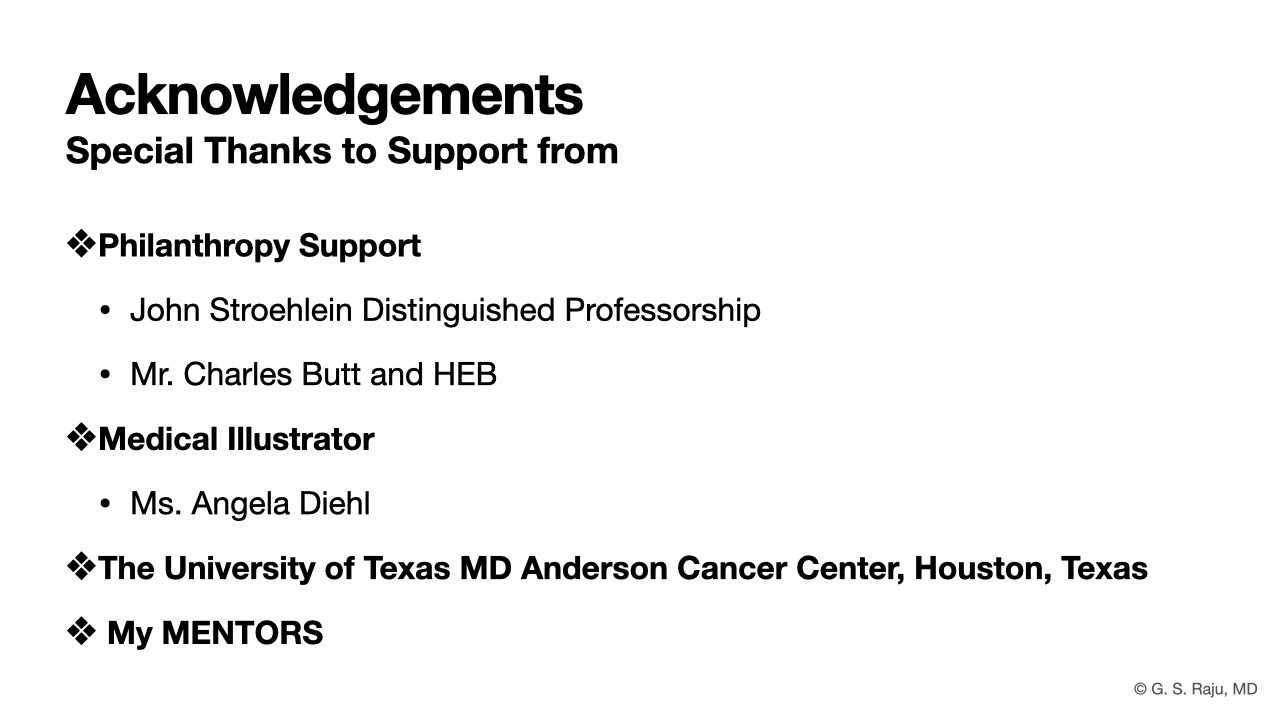 Acknowledgements
Special Thanks to Support from
❖Philanthropy Support
• John Stroehlein Distinguished Professorship
• Mr. Charles Butt and HEB
❖Medical Illustrator
• Ms. Angela Diehl
❖The University of Texas MD Anderson Cancer Center, Houston, Texas
❖ My MENTORS
© G. S. Raju, MD